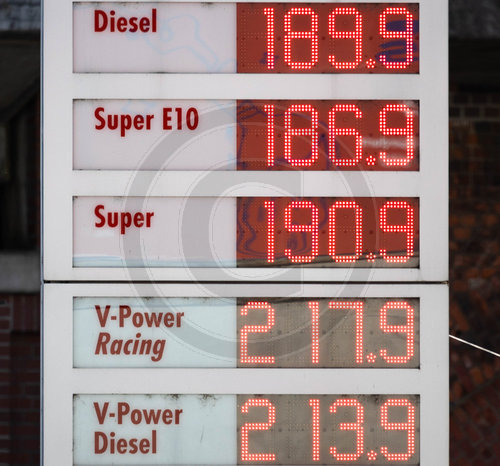 Diesel 189.9
Super E10 186.9
Super 190.9
V-Power 217.9
Racing
V-Power 213.9
Diesel